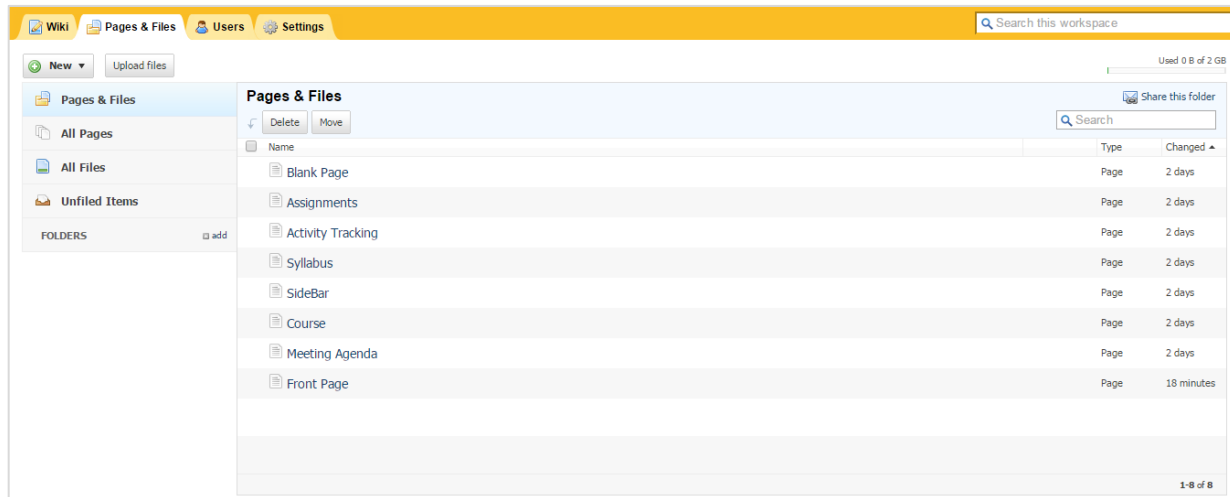 Wiki Pages & Files Users Settings Search this workspace
New Upload files Used 0 B of 2 GB
Pages & Files
All Pages
All Files
Unfiled Items
FOLDERS add
Pages & Files Share this folder
Delete Move Search
Name Type Changed
Blank Page Page 2 days
Assignments Page 2 days
Activity Tracking Page 2 days
Syllabus Page 2 days
SideBar Page 2 days
Course Page 2 days
Meeting Agenda Page 2 days
Front Page Page 18 minutes
1-8 of 8